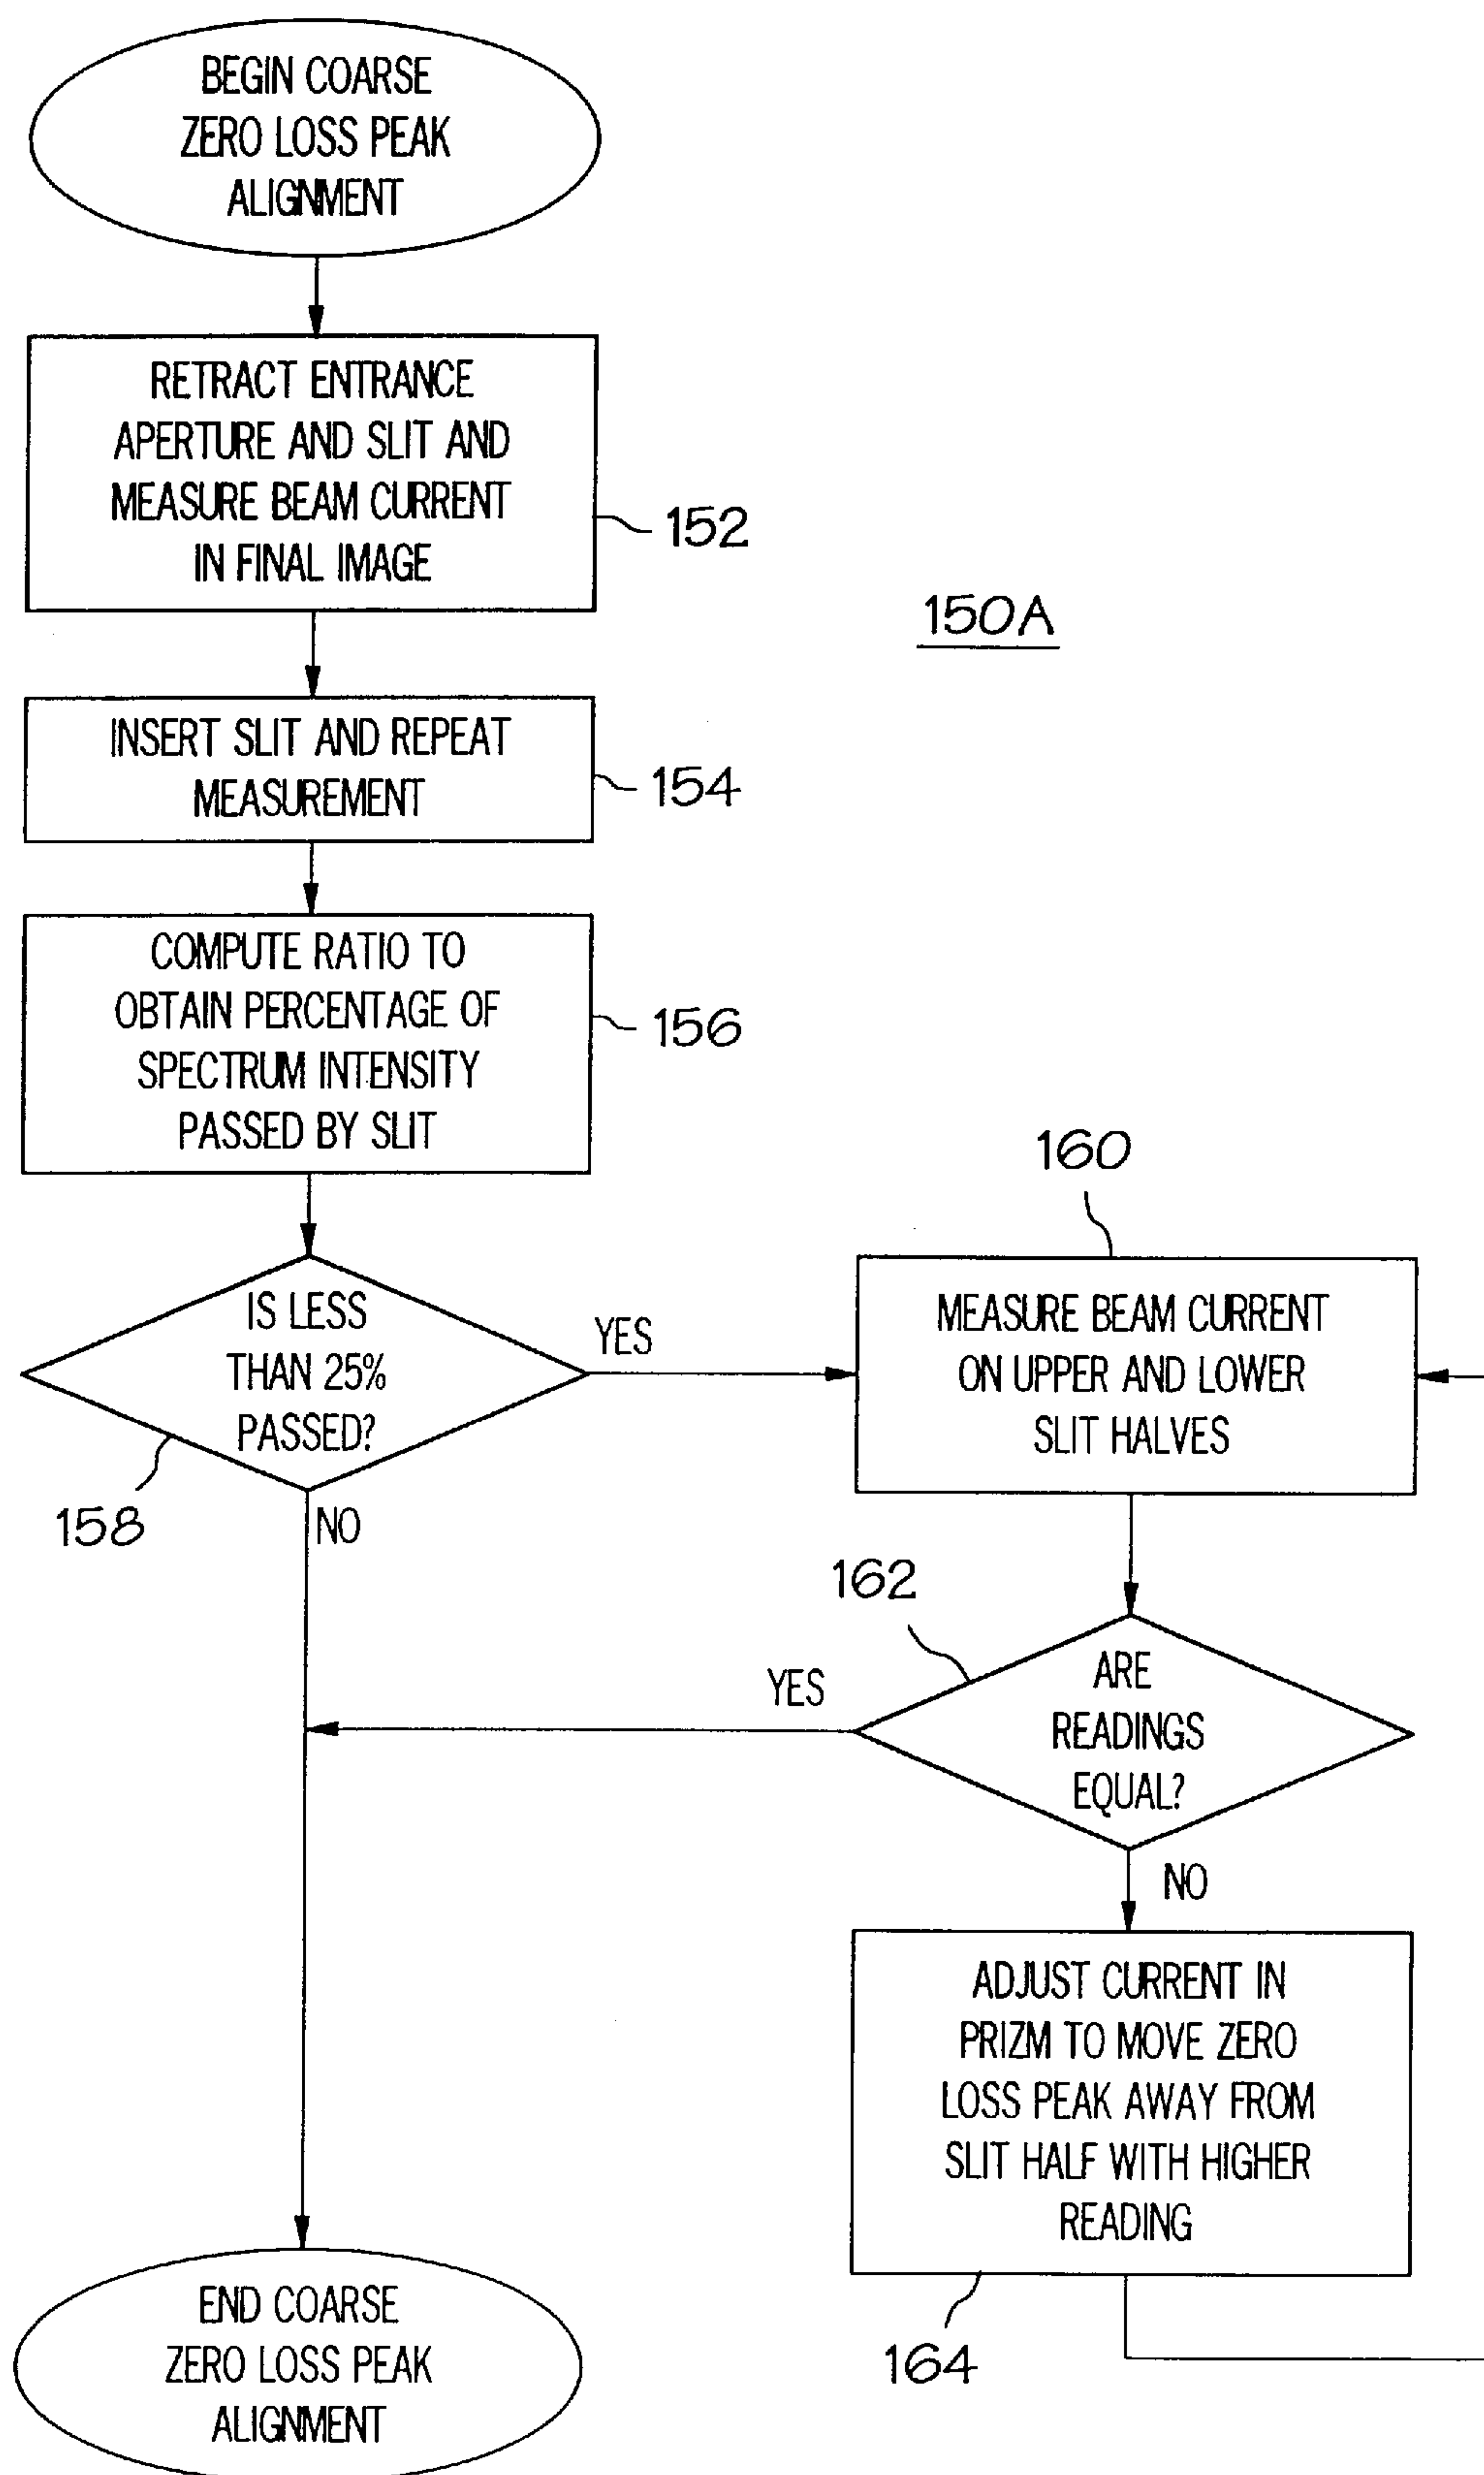 BEGIN COARSE
ZERO LOSS PEAK
ALIGNMENT
RETRACT ENTRANCE
APERTURE AND SLIT AND
MEASURE BEAM CURRENT
IN FINAL IMAGE
152
150A
INSERT SLIT AND REPEAT
MEASUREMENT
154
COMPUTE RATIO TO
OBTAIN PERCENTAGE OF
SPECTRUM INTENSITY
PASSED BY SLIT
156
IS LESS
THAN 25%
PASSED?
YES
NO
158
160
MEASURE BEAM CURRENT
ON UPPER AND LOWER
SLIT HALVES
162
YES
ARE
READINGS
EQUAL?
NO
ADJUST CURRENT IN
PRIZM TO MOVE ZERO
LOSS PEAK AWAY FROM
SLIT HALF WITH HIGHER
READING
164
END COARSE
ZERO LOSS PEAK
ALIGNMENT